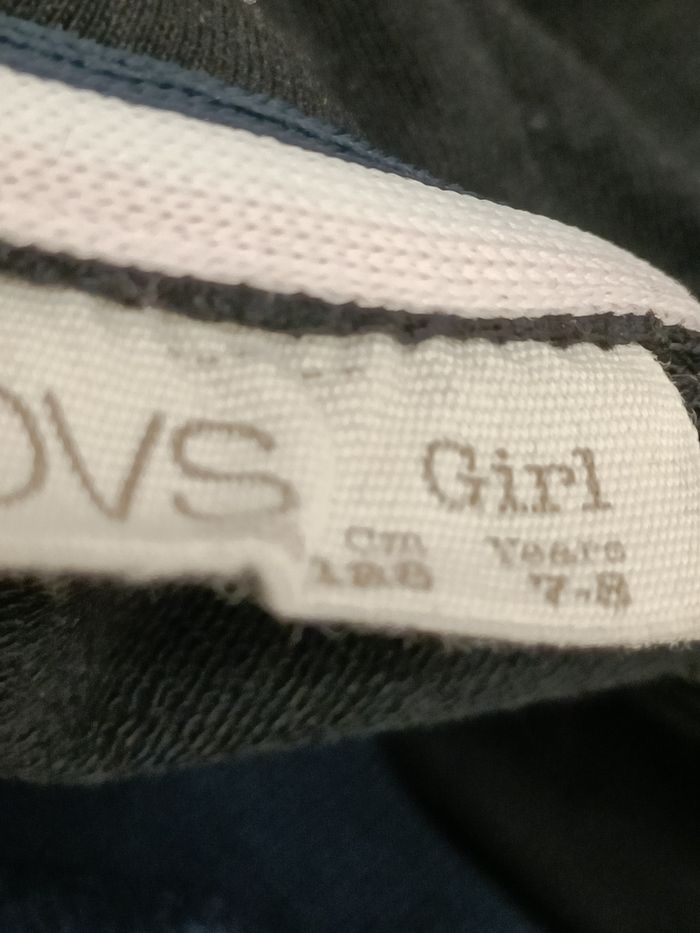 OVS
Girl
Cm Years
128 7-8